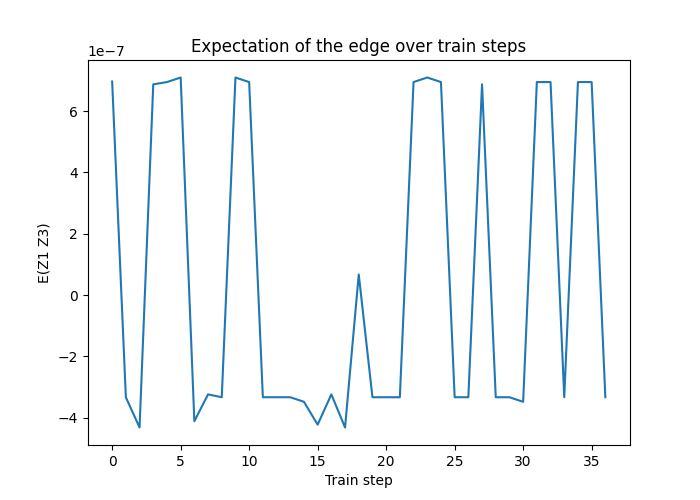 Expectation of the edge over train steps
1e−7
6
4
2
0
−2
−4
E(Z1 Z3)
0 5 10 15 20 25 30 35
Train step